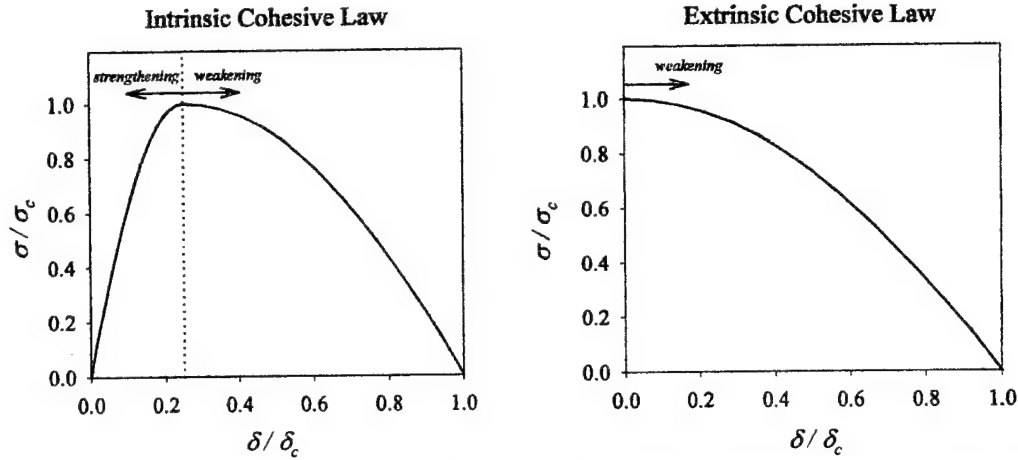 Intrinsic Cohesive Law
strengthening weakening
1.0
0.8
0.6
0.4
0.2
0.0
σ / σc
0.0 0.2 0.4 0.6 0.8 1.0
δ / δc
Extrinsic Cohesive Law
weakening
1.0
0.8
0.6
0.4
0.2
0.0
σ / σc
0.0 0.2 0.4 0.6 0.8 1.0
δ / δc